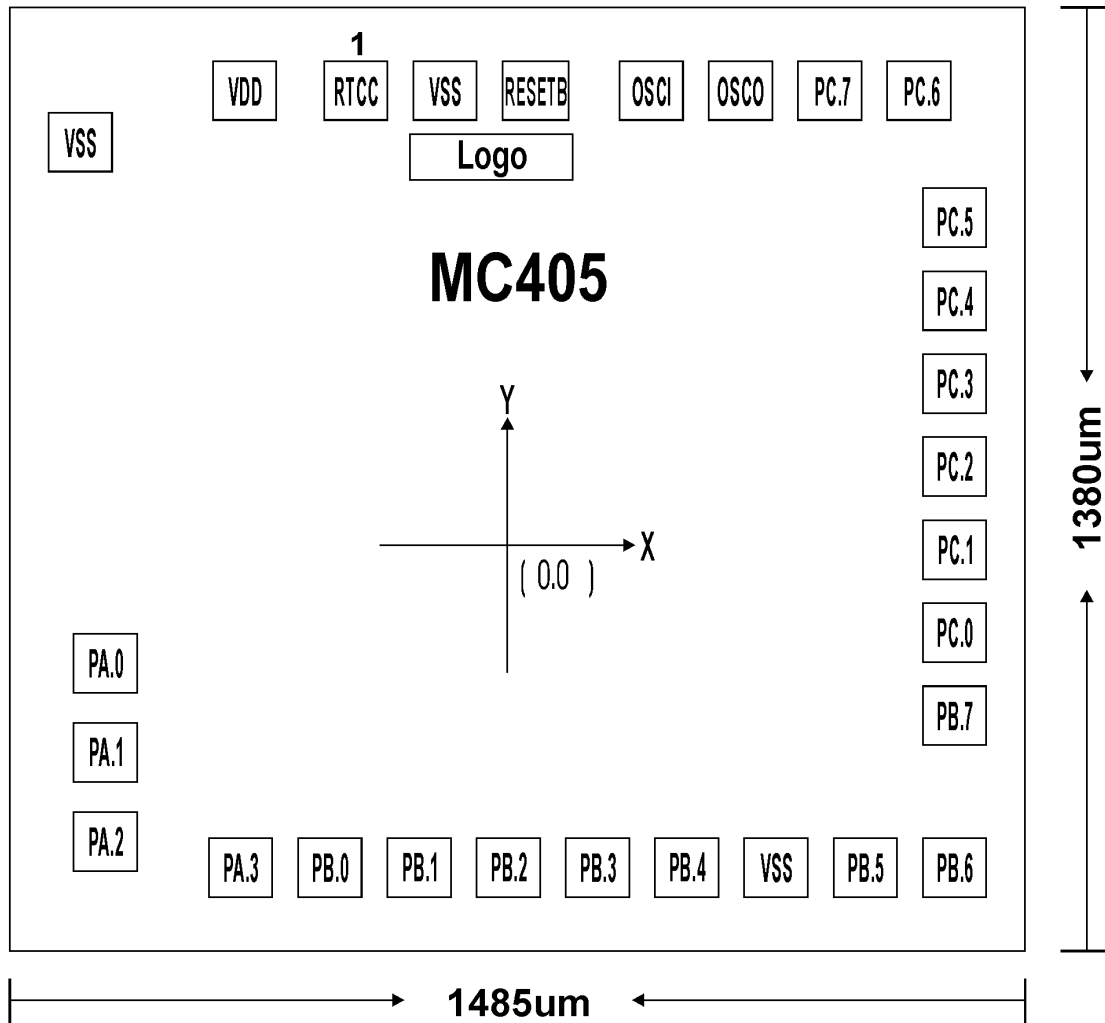 1
VDD RTCC VSS RESETB OSCI OSCO PC.7 PC.6
VSS
Logo
PC.5
MC405
PC.4
PC.3
Y
PC.2
X
PC.1
( 0.0 )
1380um
PC.0
PA.0
PB.7
PA.1
PA.2
PA.3 PB.0 PB.1 PB.2 PB.3 PB.4 VSS PB.5 PB.6
1485um